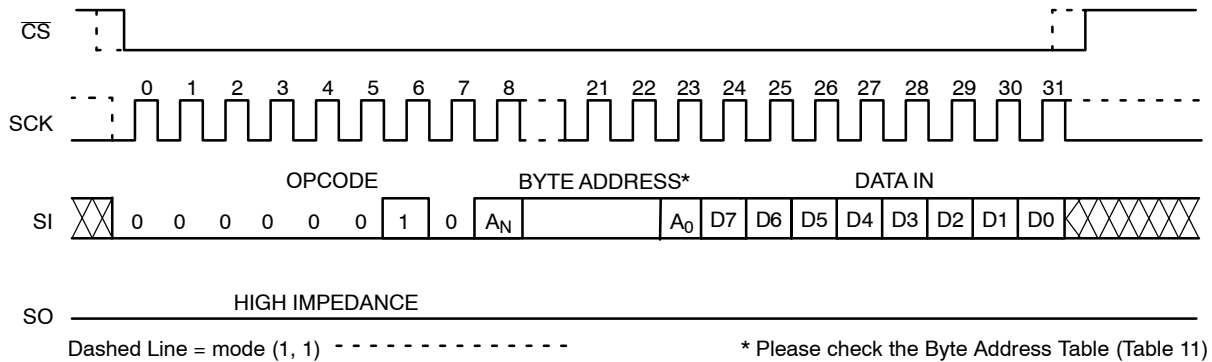 CS
0 1 2 3 4 5 6 7 8 21 22 23 24 25 26 27 28 29 30 31
SCK
OPCODE BYTE ADDRESS* DATA IN
SI 0 0 0 0 0 0 1 0 AN A0 D7 D6 D5 D4 D3 D2 D1 D0
HIGH IMPEDANCE
SO
Dashed Line = mode (1, 1) * Please check the Byte Address Table (Table 11)